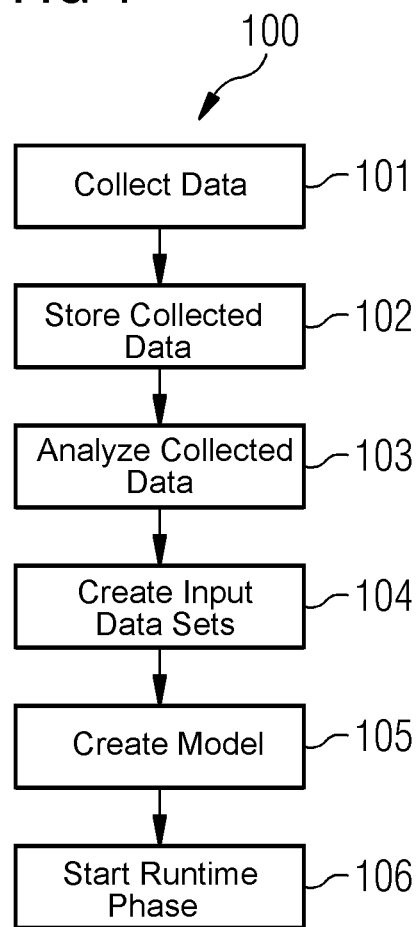 100
Collect Data
101
Store Collected
Data
102
Analyze Collected
Data
103
Create Input
Data Sets
104
Create Model
105
Start Runtime
Phase
106